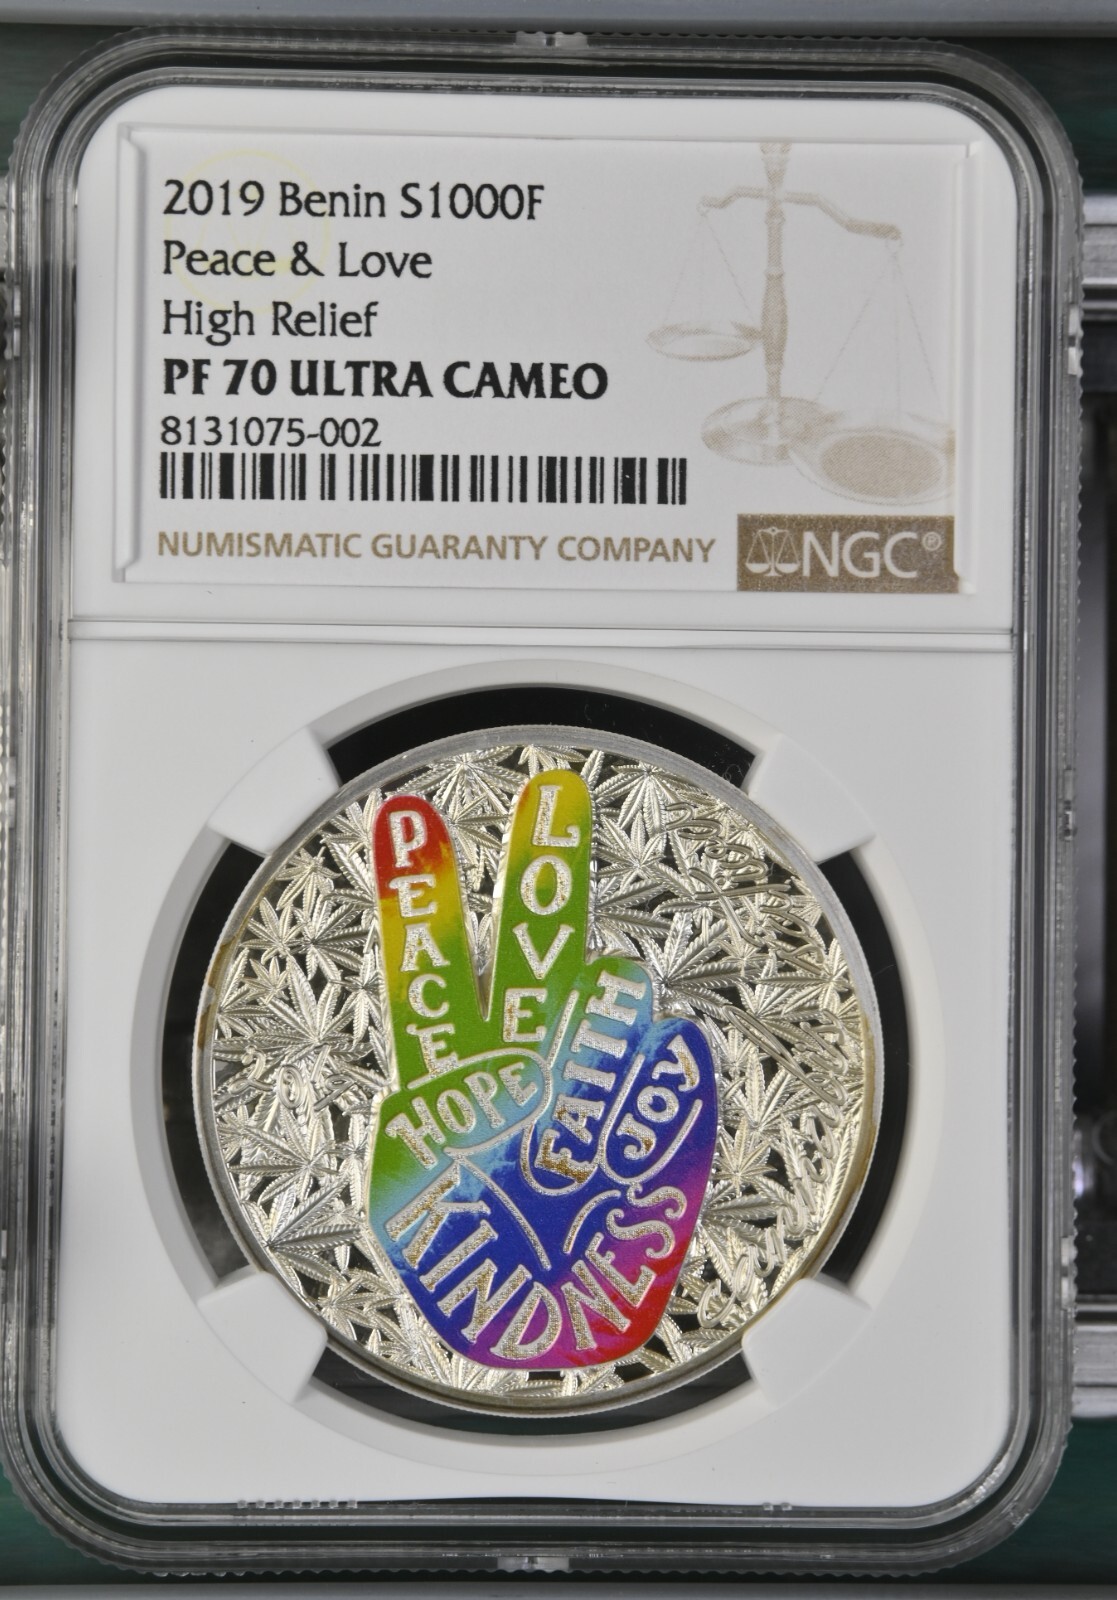 2019 Benin S1000F
Peace & Love
High Relief
PF 70 ULTRA CAMEO
8131075-002
NUMISMATIC GUARANTY COMPANY
NGC®
PEACE
LOVE
HOPE
FAITH
JOY
KINDNESS